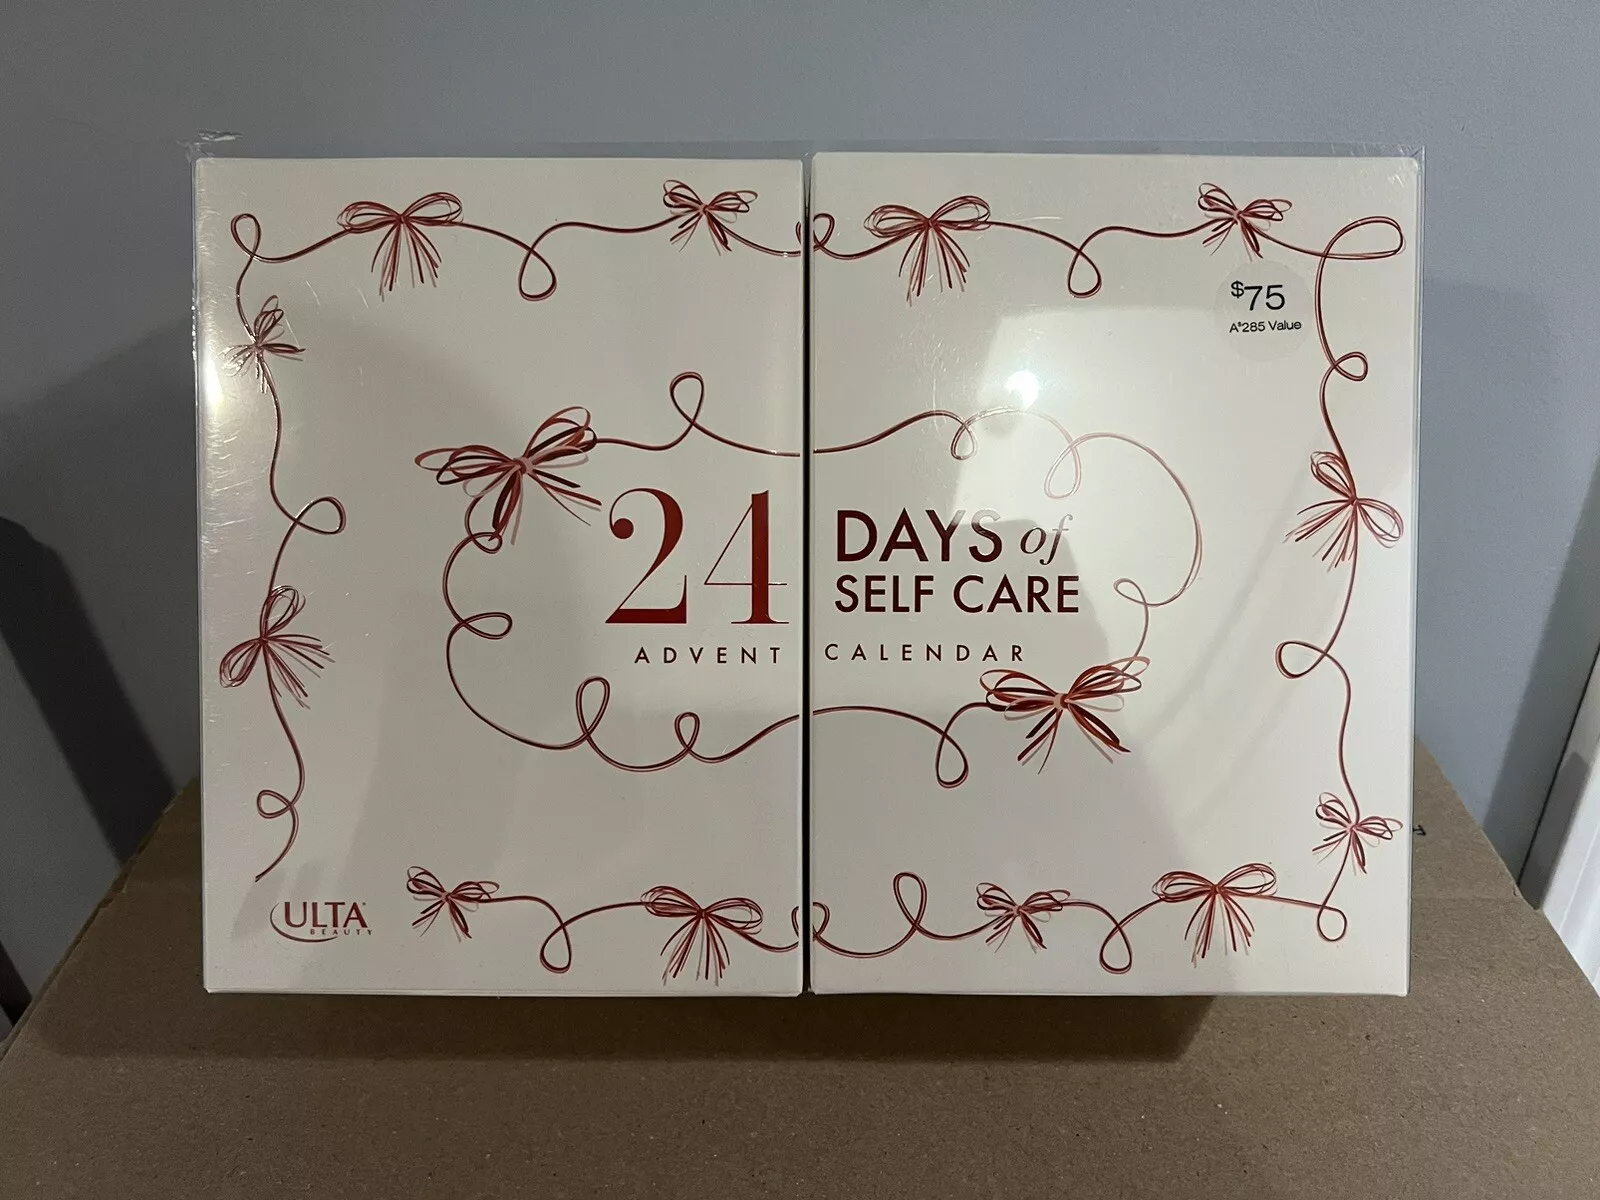 $75
A $285 Value
24 DAYS of
SELF CARE
ADVENT CALENDAR
ULTA
BEAUTY